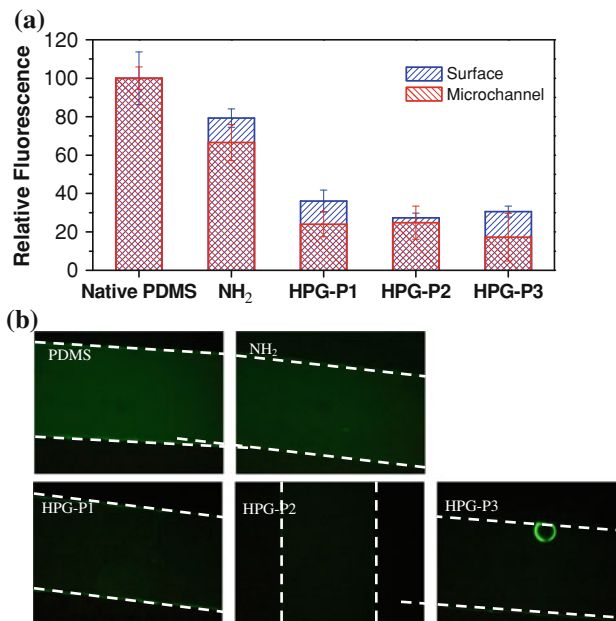 (a)
120
100
80
60
40
20
0
Relative Fluorescence
Surface
Microchannel
Native PDMS NH₂ HPG-P1 HPG-P2 HPG-P3
(b)
PDMS
NH₂
HPG-P1
HPG-P2
HPG-P3